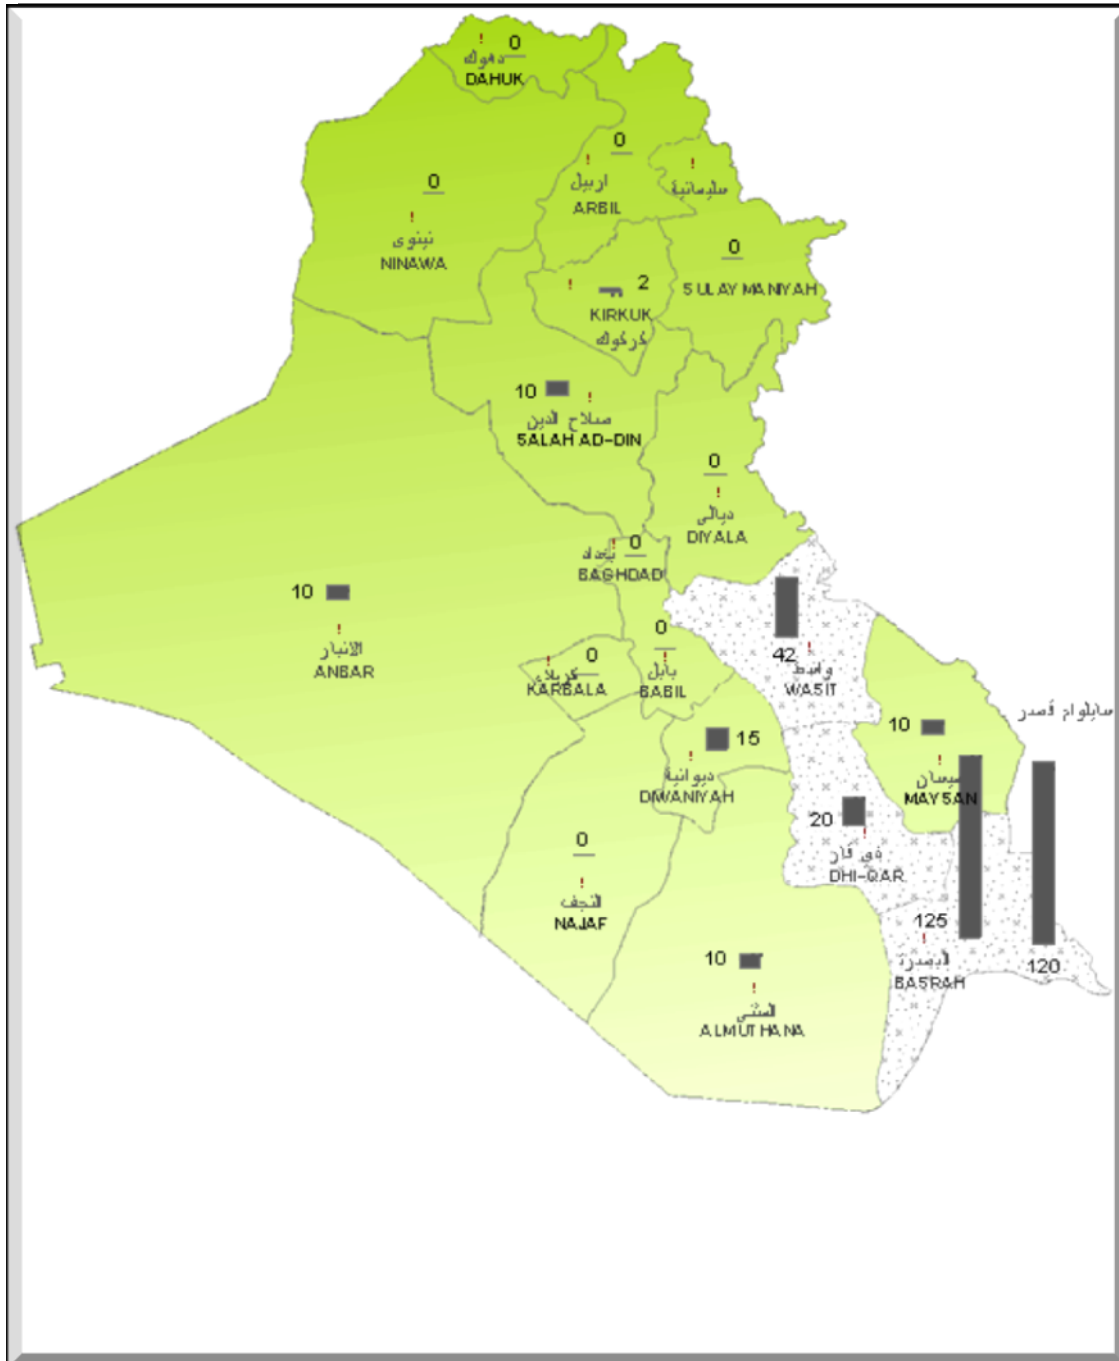 0
دهوك
DAHUK
0
اربيل
ARBIL
سليمانية
0
SULAYMANIYAH
0
نينوى
NINAWA
2
KIRKUK
كركوك
10
صلاح الدين
SALAH AD-DIN
0
ديالى
DIYALA
0
بغداد
BAGHDAD
10
الانبار
ANBAR
42
واسط
WASIT
0
كربلاء
KARBALA
0
بابل
BABIL
سايلو ام قصر
10
ميسان
MAYSAN
15
ديوانية
DIWANIYAH
20
ذي قار
DHI-QAR
0
النجف
NAJAF
125
البصرة
BASRAH
120
10
المثنى
ALMUTHANA